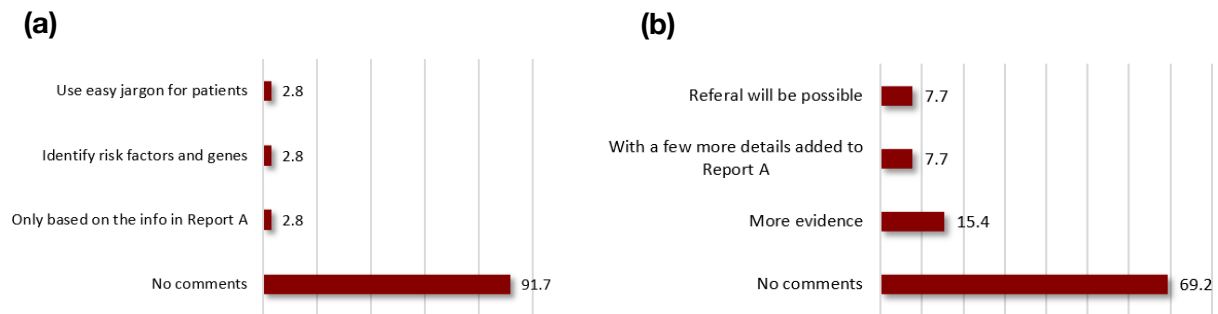 (a)
Use easy jargon for patients
2.8
Identify risk factors and genes
2.8
Only based on the info in Report A
2.8
No comments
91.7
(b)
Referal will be possible
7.7
With a few more details added to
Report A
7.7
More evidence
15.4
No comments
69.2